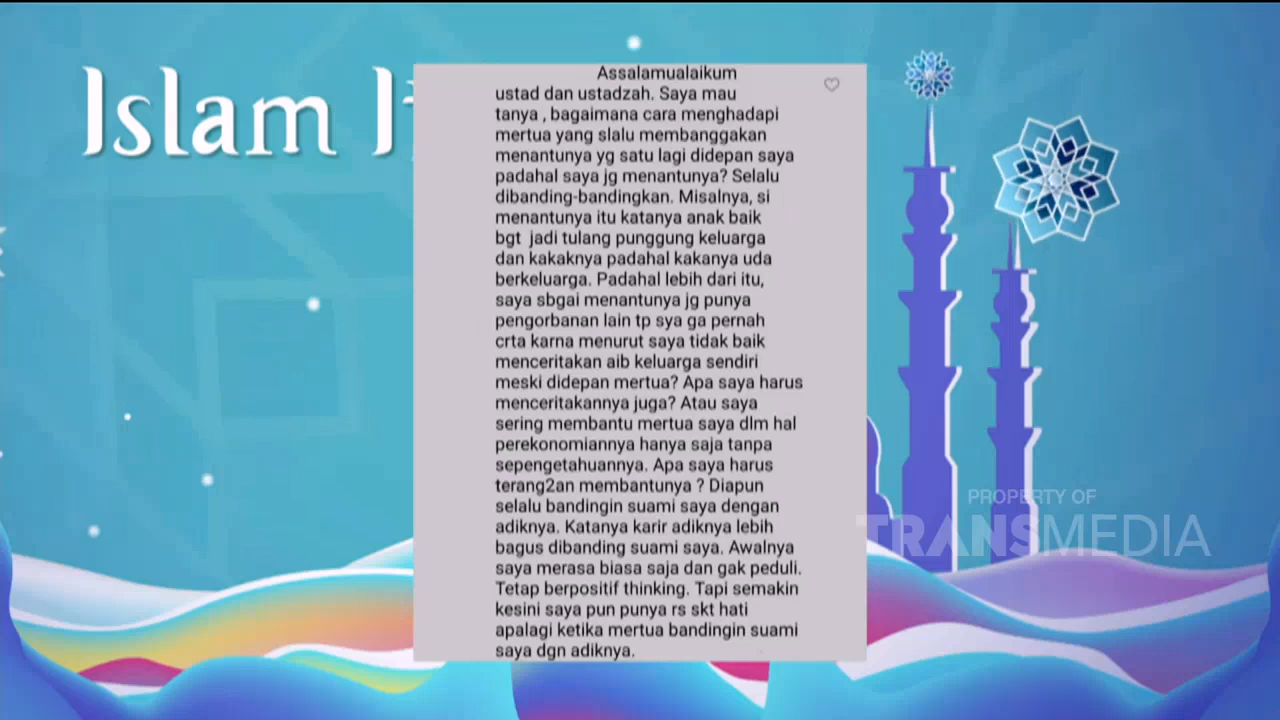 Islam I
Assalamualaikum
ustad dan ustadzah. Saya mau
tanya , bagaimana cara menghadapi
mertua yang slalu membanggakan
menantunya yg satu lagi didepan saya
padahal saya jg menantunya? Selalu
dibanding-bandingkan. Misalnya, si
menantunya itu katanya anak baik
bgt jadi tulang punggung keluarga
dan kakaknya padahal kakanya uda
berkeluarga. Padahal lebih dari itu,
saya sbgai menantunya jg punya
pengorbanan lain tp sya ga pernah
crta karna menurut saya tidak baik
menceritakan aib keluarga sendiri
meski didepan mertua? Apa saya harus
menceritakannya juga? Atau saya
sering membantu mertua saya dlm hal
perekonomiannya hanya saja tanpa
sepengetahuannya. Apa saya harus
terang2an membantunya ? Diapun
selalu bandingin suami saya dengan
adiknya. Katanya karir adiknya lebih
bagus dibanding suami saya. Awalnya
saya merasa biasa saja dan gak peduli.
Tetap berpositif thinking. Tapi semakin
kesini saya pun punya rs skt hati
apalagi ketika mertua bandingin suami
saya dgn adiknya.
PROPERTY OF
TRANSMEDIA